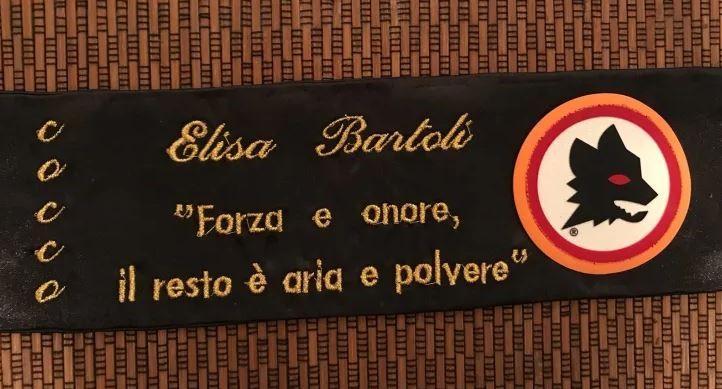 cocco
Elisa Bartoli
"Forza e onore,
il resto è aria e polvere"
®